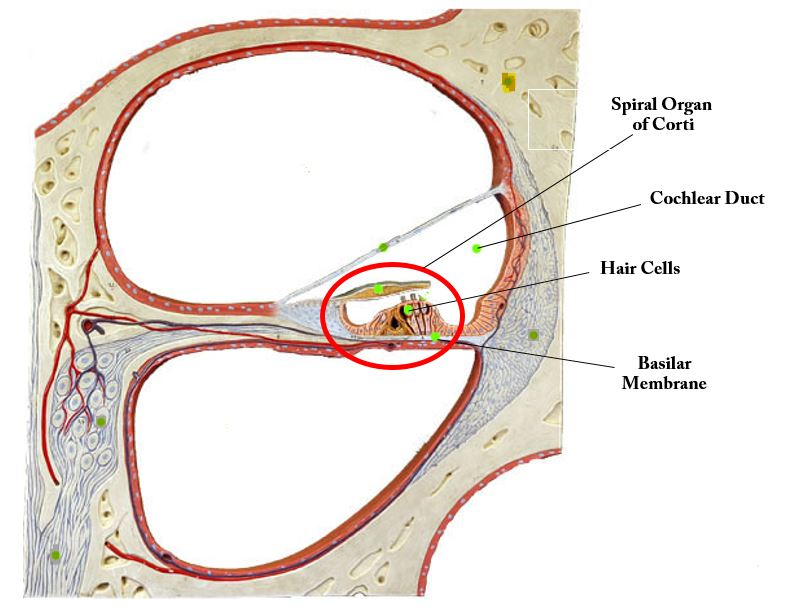 Spiral Organ
of Corti
Cochlear Duct
Hair Cells
Basilar
Membrane